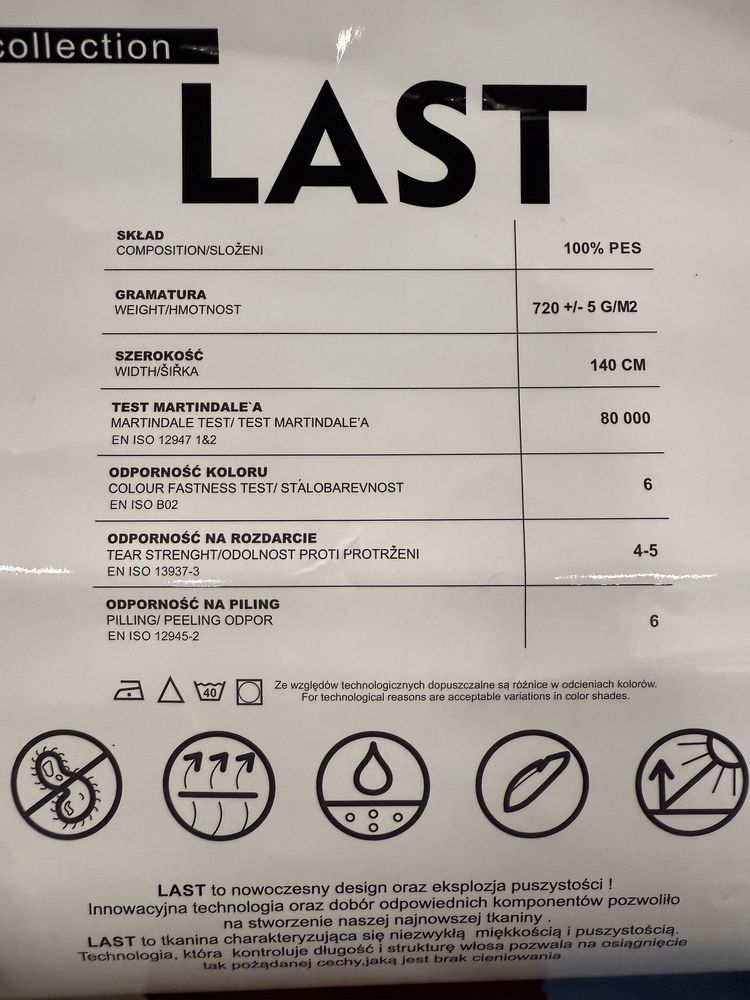 collection
LAST
SKŁAD
COMPOSITION/SLOŽENI
100% PES
GRAMATURA
WEIGHT/HMOTNOST
720 +/- 5 G/M2
SZEROKOŚĆ
WIDTH/ŠIŘKA
140 CM
TEST MARTINDALE`A
MARTINDALE TEST/ TEST MARTINDALE'A
EN ISO 12947 1&2
80 000
ODPORNOŚĆ KOLORU
COLOUR FASTNESS TEST/ STÁLOBAREVNOST
EN ISO B02
6
ODPORNOŚĆ NA ROZDARCIE
TEAR STRENGHT/ODOLNOST PROTI PROTRŽENI
EN ISO 13937-3
4-5
ODPORNOŚĆ NA PILING
PILLING/ PEELING ODPOR
EN ISO 12945-2
6
40
Ze względów technologicznych dopuszczalne są różnice w odcieniach kolorów.
For technological reasons are acceptable variations in color shades.
LAST to nowoczesny design oraz eksplozja puszystości !
Innowacyjna technologia oraz dobór odpowiednich komponentów pozwoliło
na stworzenie naszej najnowszej tkaniny .
LAST to tkanina charakteryzująca się niezwykłą miękkością i puszystością.
Technologia, która kontroluje długość i strukturę włosa pozwala na osiągnięcie
tak pożądanej cechy,jaką jest brak cieniowania.